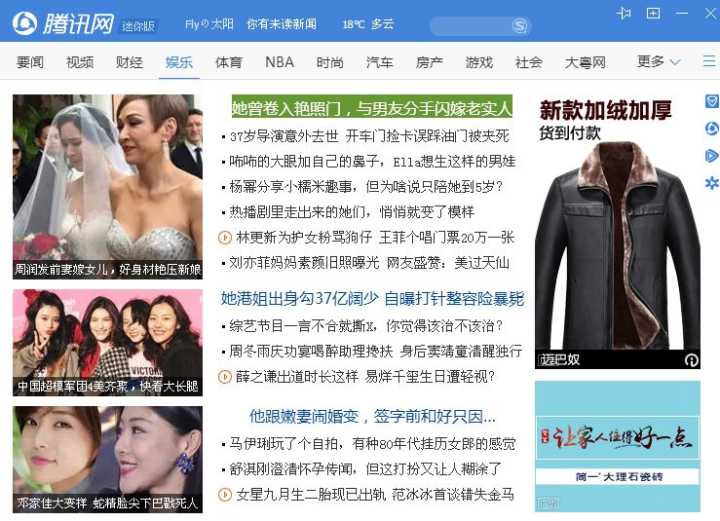 腾讯网 迷你版 Flyの太阳 你有未读新闻 18℃ 多云
要闻 视频 财经 娱乐 体育 NBA 时尚 汽车 房产 游戏 社会 大粤网 更多
周润发前妻嫁女儿，好身材艳压新娘
中国超模军团4美齐聚，快看大长腿
邓家佳大变样 蛇精脸尖下巴戳死人
她曾卷入艳照门，与男友分手闪嫁老实人
37岁导演意外去世 开车门捡卡误踩油门被夹死
咘咘的大眼加自己的鼻子，Ella想生这样的男娃
杨幂分享小糯米趣事，但为啥说只陪她到5岁？
热播剧里走出来的她们，悄悄就变了模样
林更新为护女粉骂狗仔 王菲个唱门票20万一张
刘亦菲妈妈素颜旧照曝光 网友盛赞：美过天仙
她港姐出身勾37亿阔少 自曝打针整容险暴毙
综艺节目一言不合就撕X，你觉得该治不该治？
周冬雨庆功宴喝醉助理搀扶 身后窦靖童清醒独行
薛之谦出道时长这样 易烊千玺生日遭轻视？
他跟嫩妻闹婚变，签字前和好只因...
马伊琍玩了个自拍，有种80年代挂历女郎的感觉
舒淇刚澄清怀孕传闻，但这打扮又让人糊涂了
女星九月生二胎现已出轨 范冰冰首谈错失金马
新款加绒加厚
货到付款
迈巴奴
让家人住得好一点
简一·大理石瓷砖